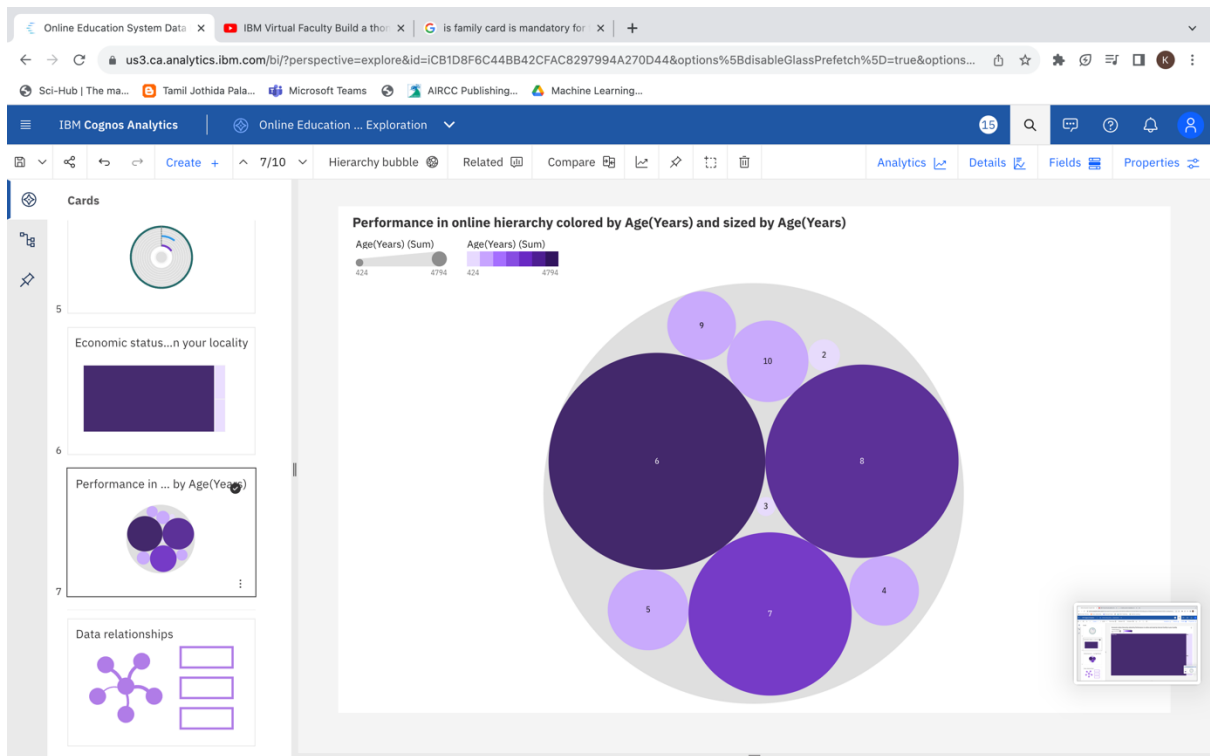 Online Education System Data
IBM Virtual Faculty Build a thor
is family card is mandatory for
us3.ca.analytics.ibm.com/bi/?perspective=explore&id=iCB1D8F6C44BB42CFAC8297994A270D44&options%5BdisableGlassPrefetch%5D=true&options...
K
Sci-Hub | The ma...
Tamil Jothida Pala...
Microsoft Teams
AIRCC Publishing...
Machine Learning...
IBM Cognos Analytics
Online Education ... Exploration
15
Create +
7/10
Hierarchy bubble
Related
Compare
Analytics
Details
Fields
Properties
Cards
5
Economic status...n your locality
6
Performance in ... by Age(Years)
7
Data relationships
Performance in online hierarchy colored by Age(Years) and sized by Age(Years)
Age(Years) (Sum)
424 4794
Age(Years) (Sum)
424 4794
9
10
2
6
8
3
5
7
4